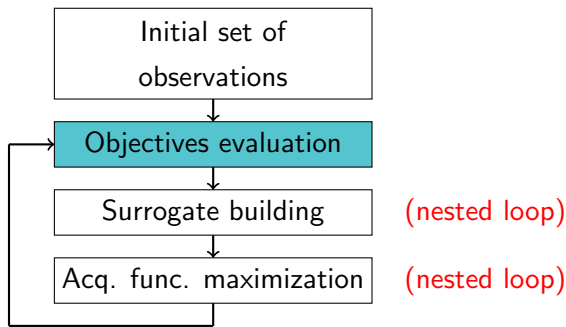 Initial set of
observations
Objectives evaluation
Surrogate building (nested loop)
Acq. func. maximization (nested loop)